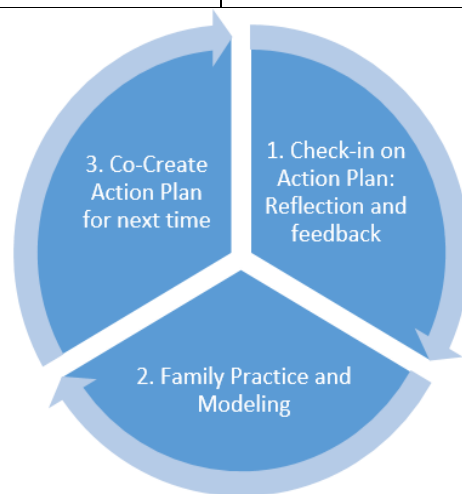 1. Check-in on
Action Plan:
Reflection and
feedback
2. Family Practice and
Modeling
3. Co-Create
Action Plan
for next time